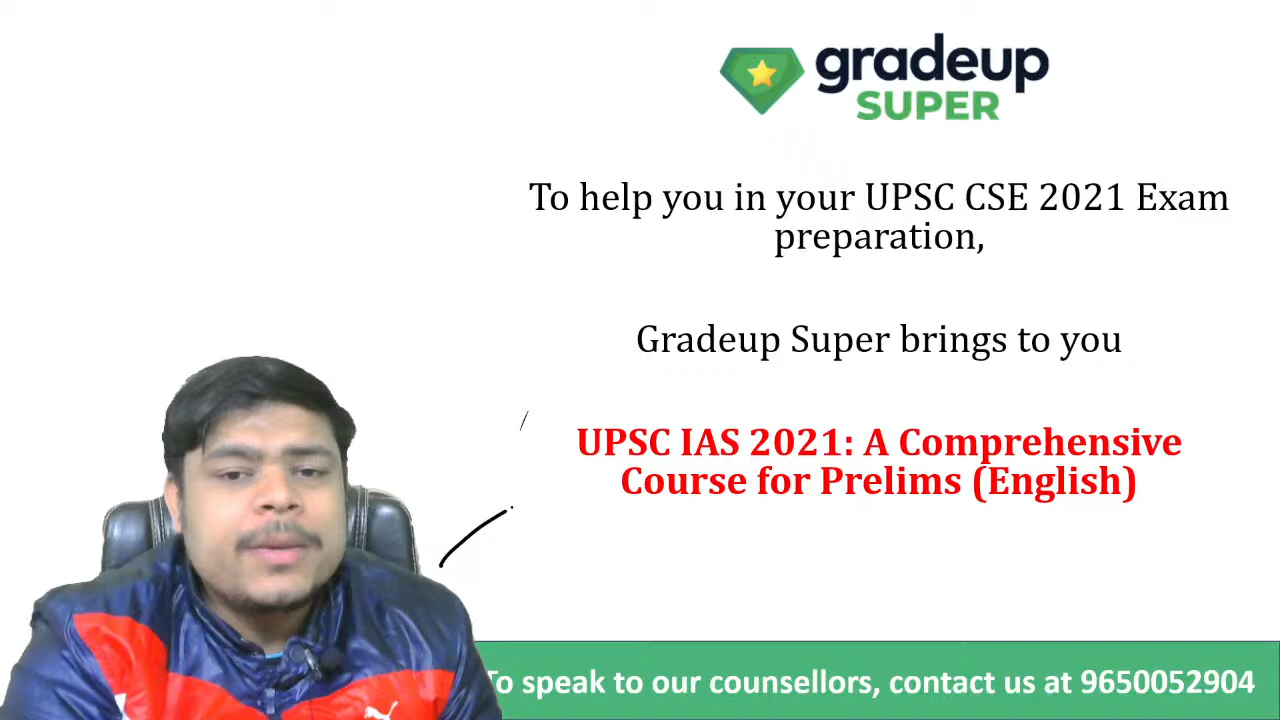 gradeup
SUPER
To help you in your UPSC CSE 2021 Exam
preparation,
Gradeup Super brings to you
UPSC IAS 2021: A Comprehensive
Course for Prelims (English)
To speak to our counsellors, contact us at 9650052904